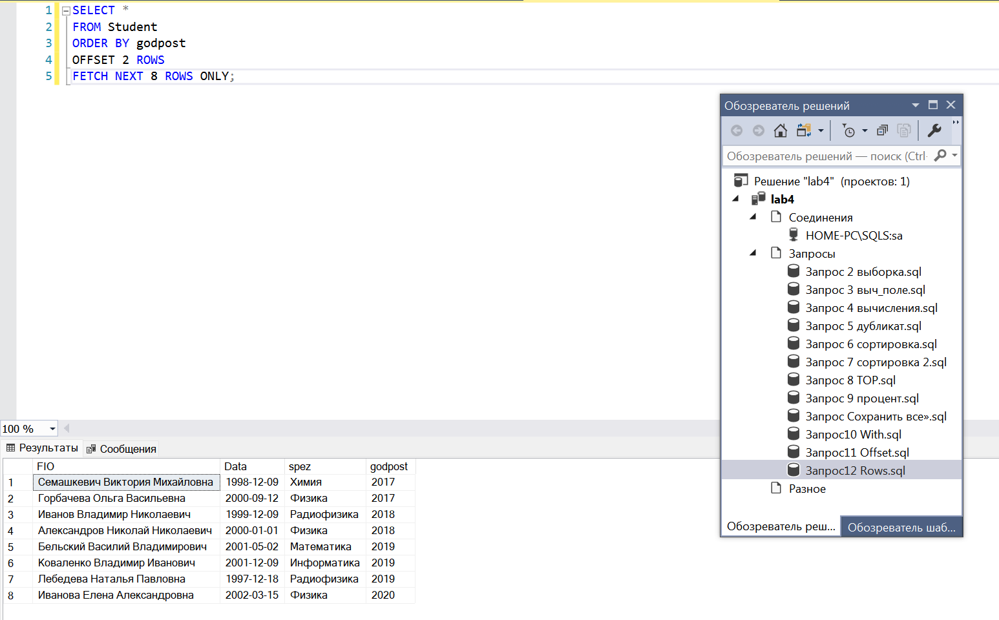 1 SELECT *
2 FROM Student
3 ORDER BY godpost
4 OFFSET 2 ROWS
5 FETCH NEXT 8 ROWS ONLY;
Обозреватель решений
Обозреватель решений — поиск (Ctrl-
Решение "lab4" (проектов: 1)
lab4
Соединения
HOME-PC\SQLS:sa
Запросы
Запрос 2 выборка.sql
Запрос 3 выч_поле.sql
Запрос 4 вычисления.sql
Запрос 5 дубликат.sql
Запрос 6 сортировка.sql
Запрос 7 сортировка 2.sql
Запрос 8 TOP.sql
Запрос 9 процент.sql
Запрос Сохранить все».sql
Запрос10 With.sql
Запрос11 Offset.sql
Запрос12 Rows.sql
Разное
Обозреватель реш... Обозреватель шаб...
100 %
Результаты Сообщения
FIO Data spez godpost
1 Семашкевич Виктория Михайловна 1998-12-09 Химия 2017
2 Горбачева Ольга Васильевна 2000-09-12 Физика 2017
3 Иванов Владимир Николаевич 1999-12-09 Радиофизика 2018
4 Александров Николай Николаевич 2000-01-01 Физика 2018
5 Бельский Василий Владимирович 2001-05-02 Математика 2019
6 Коваленко Владимир Иванович 2001-12-09 Информатика 2019
7 Лебедева Наталья Павловна 1997-12-18 Радиофизика 2019
8 Иванова Елена Александровна 2002-03-15 Физика 2020